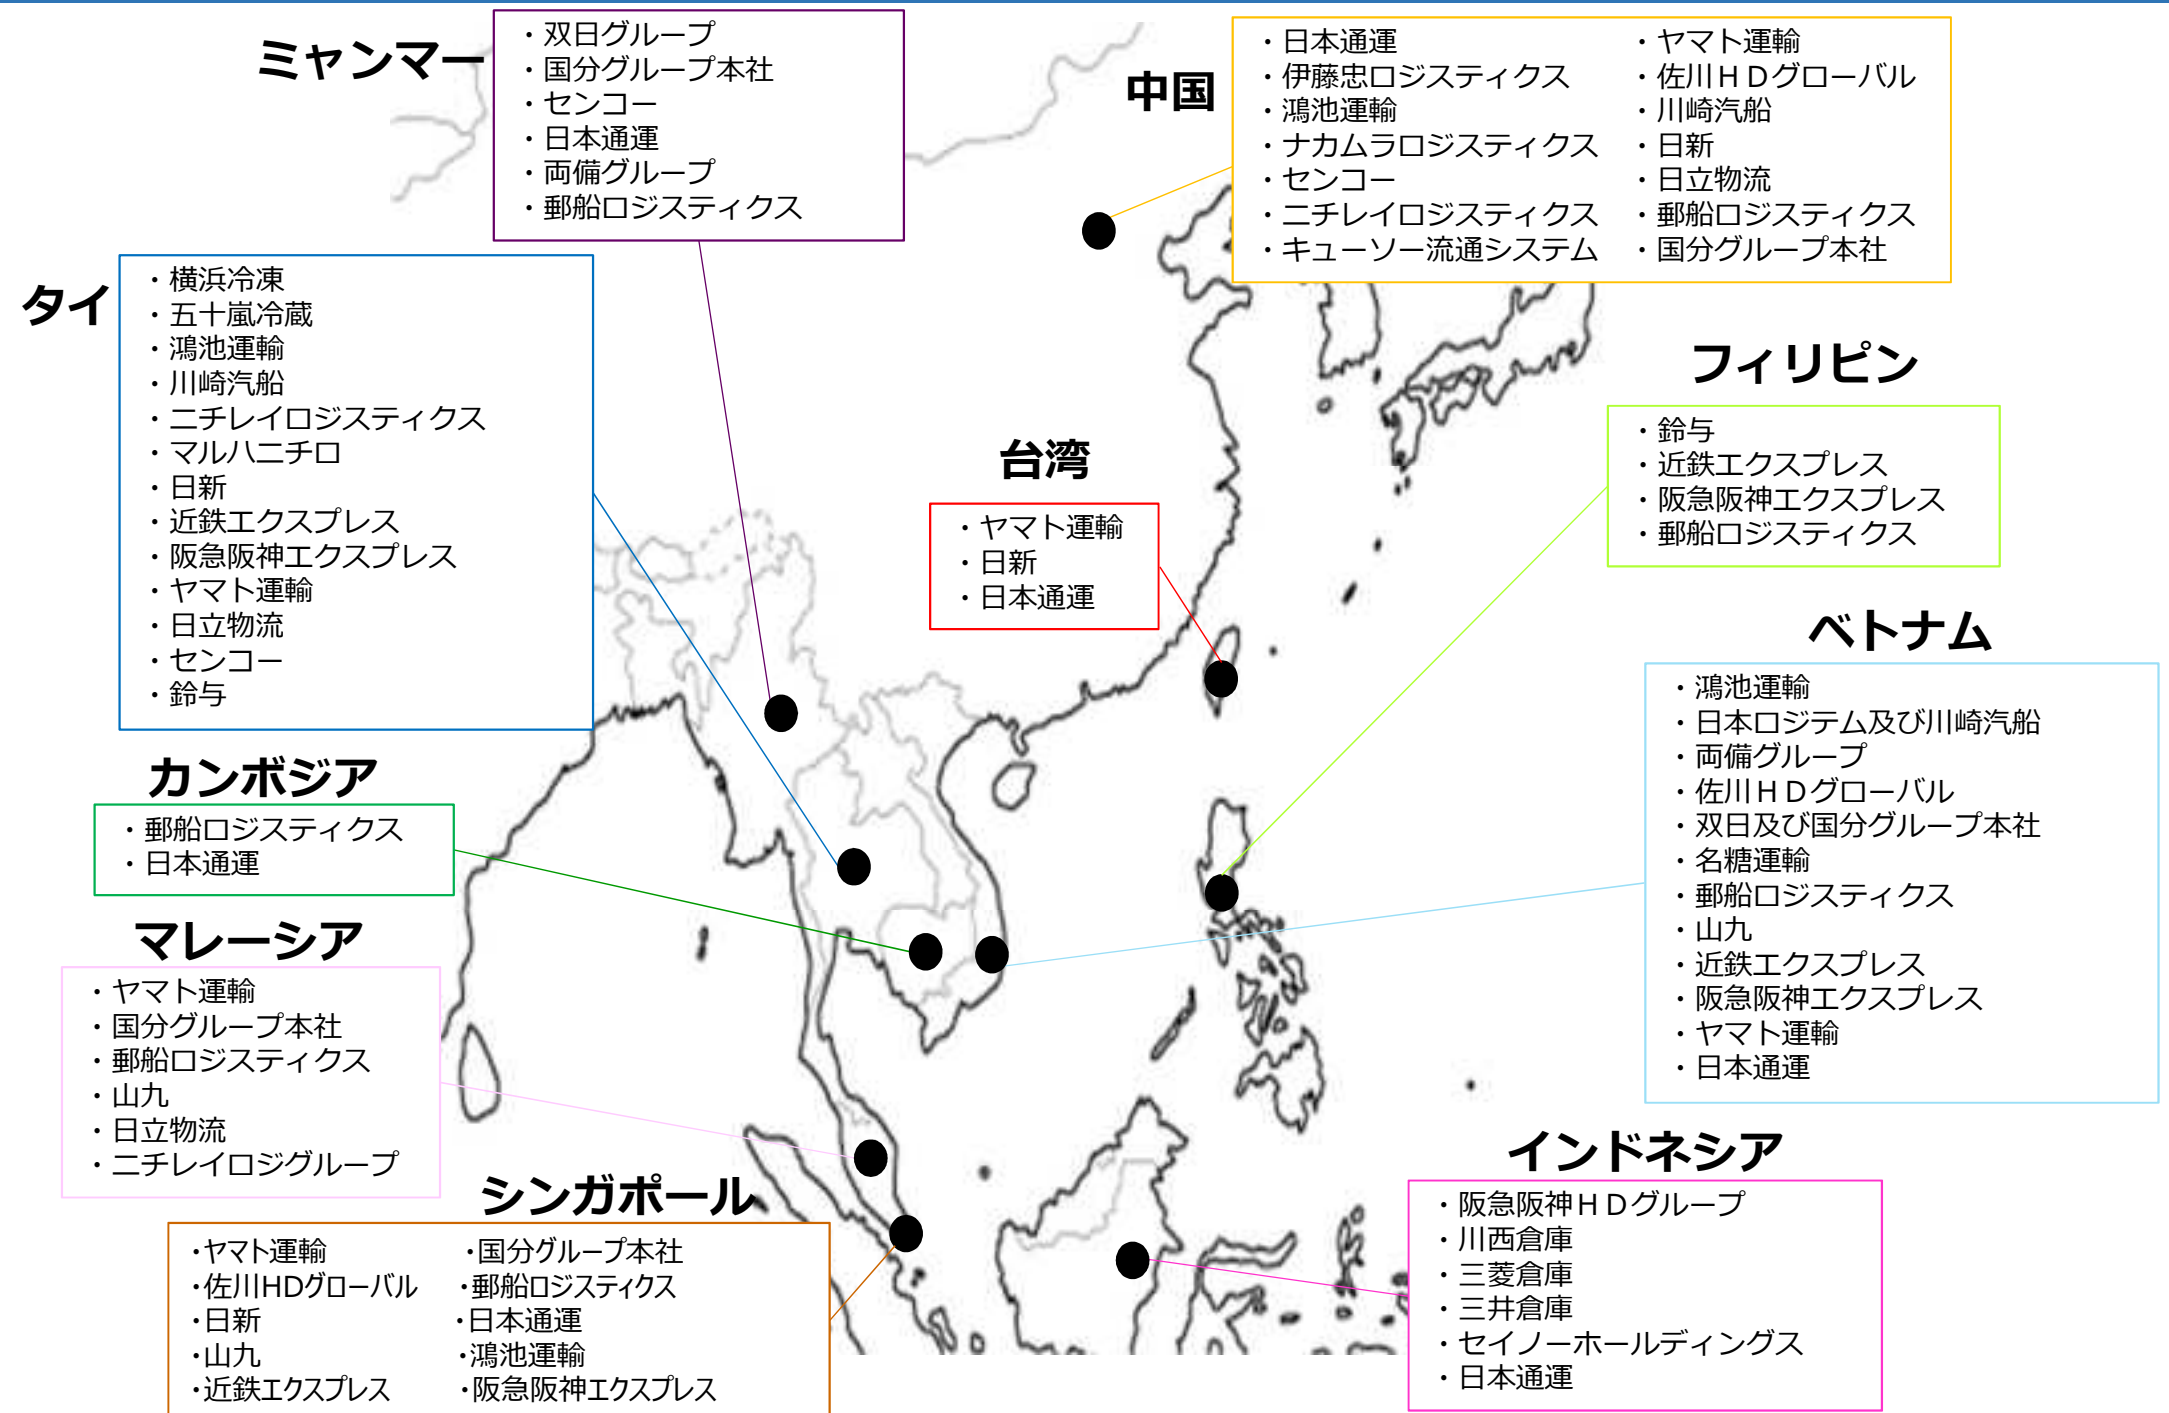 ミャンマー
・双日グループ
・国分グループ本社
・センコー
・日本通運
・両備グループ
・郵船ロジスティクス
中国
・日本通運
・伊藤忠ロジスティクス
・鴻池運輸
・ナカムラロジスティクス
・センコー
・ニチレイロジスティクス
・キューソー流通システム
・ヤマト運輸
・佐川ＨＤグローバル
・川崎汽船
・日新
・日立物流
・郵船ロジスティクス
・国分グループ本社
タイ
・横浜冷凍
・五十嵐冷蔵
・鴻池運輸
・川崎汽船
・ニチレイロジスティクス
・マルハニチロ
・日新
・近鉄エクスプレス
・阪急阪神エクスプレス
・ヤマト運輸
・日立物流
・センコー
・鈴与
フィリピン
・鈴与
・近鉄エクスプレス
・阪急阪神エクスプレス
・郵船ロジスティクス
台湾
・ヤマト運輸
・日新
・日本通運
ベトナム
・鴻池運輸
・日本ロジテム及び川崎汽船
・両備グループ
・佐川ＨＤグローバル
・双日及び国分グループ本社
・名糖運輸
・郵船ロジスティクス
・山九
・近鉄エクスプレス
・阪急阪神エクスプレス
・ヤマト運輸
・日本通運
カンボジア
・郵船ロジスティクス
・日本通運
マレーシア
・ヤマト運輸
・国分グループ本社
・郵船ロジスティクス
・山九
・日立物流
・ニチレイロジグループ
シンガポール
・ヤマト運輸
・佐川HDグローバル
・日新
・山九
・近鉄エクスプレス
・国分グループ本社
・郵船ロジスティクス
・日本通運
・鴻池運輸
・阪急阪神エクスプレス
インドネシア
・阪急阪神ＨＤグループ
・川西倉庫
・三菱倉庫
・三井倉庫
・セイノーホールディングス
・日本通運